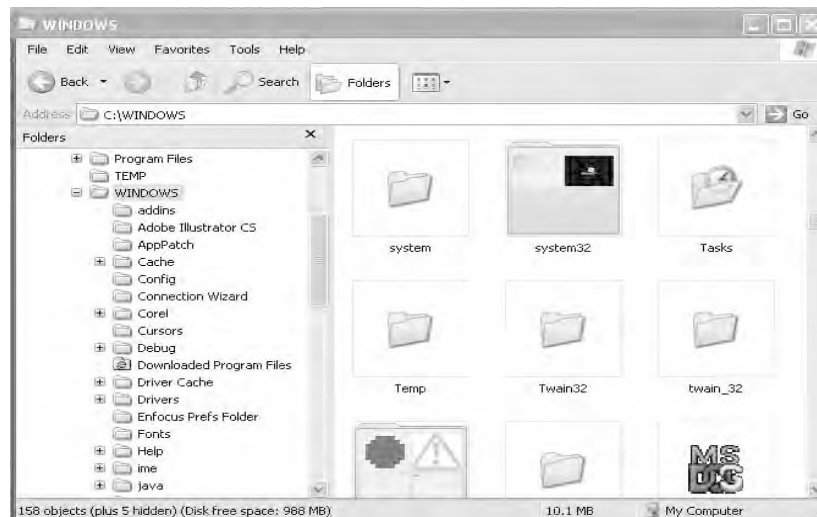 WINDOWS
File Edit View Favorites Tools Help
Back Search Folders
Address C:\WINDOWS Go
Folders
Program Files
TEMP
WINDOWS
addins
Adobe Illustrator CS
AppPatch
Cache
Config
Connection Wizard
Corel
Cursors
Debug
Downloaded Program Files
Driver Cache
Drivers
Enfocus Prefs Folder
Fonts
Help
ime
java
system system32 Tasks
Temp Twain32 twain_32
MS
DIG
158 objects (plus 5 hidden) (Disk free space: 988 MB) 10.1 MB My Computer